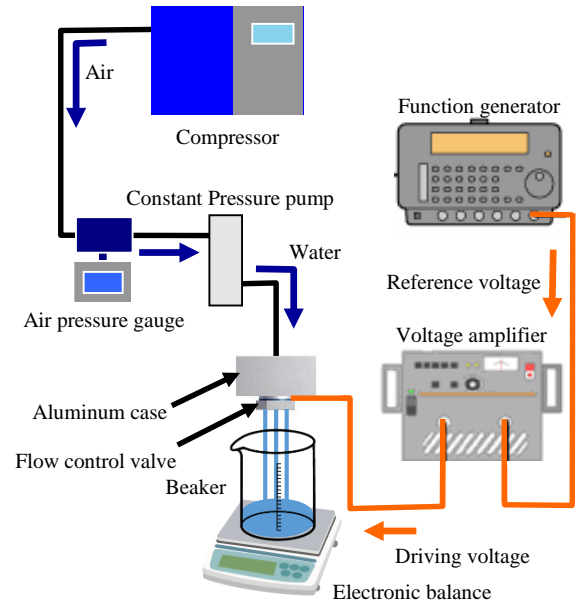 Air
Compressor
Function generator
Constant Pressure pump
Water
Reference voltage
Air pressure gauge
Voltage amplifier
Aluminum case
Flow control valve
Beaker
Driving voltage
Electronic balance